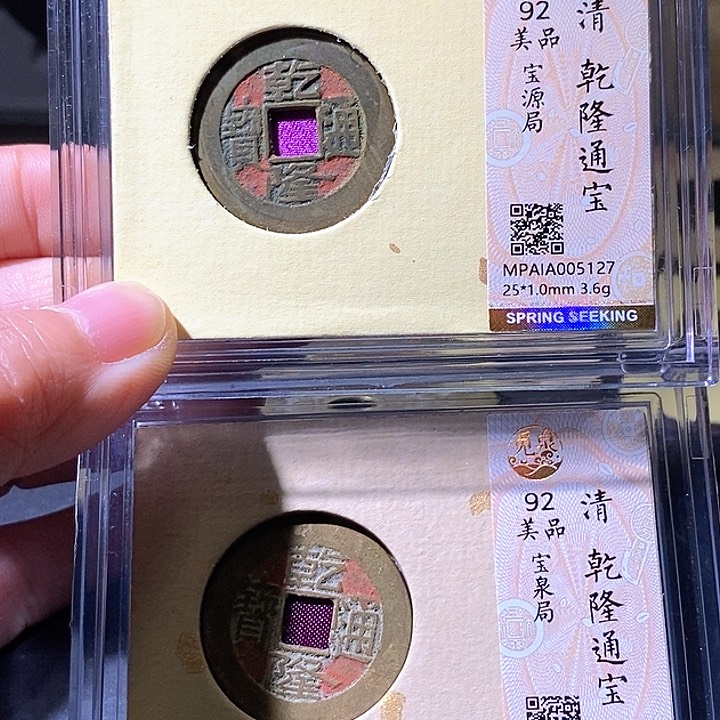 92
美品
宝源局
清 乾隆通宝
MPAIA005127
25*1.0mm 3.6g
SPRING SEEKING
乾隆通寶
觅泉
92
美品
宝泉局
清 乾隆通宝
乾隆通寶